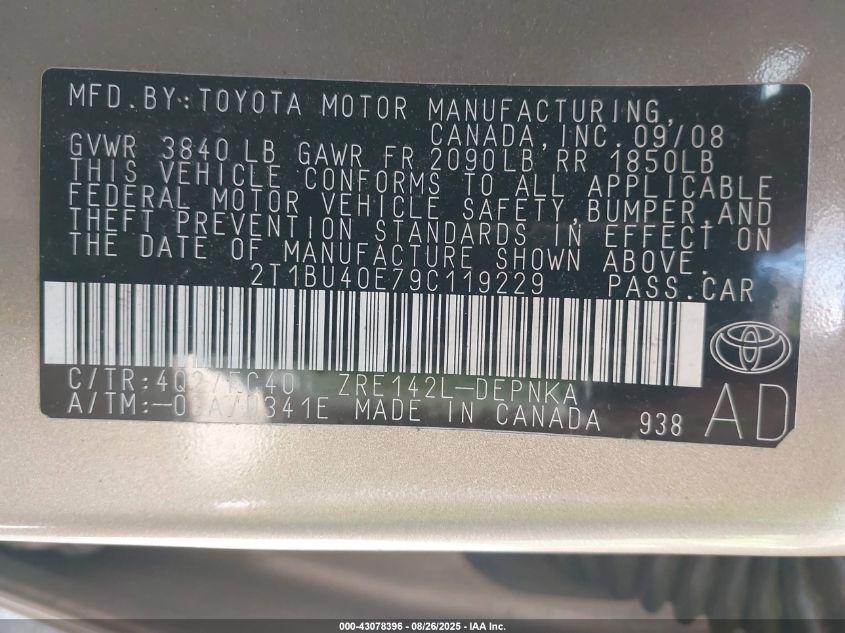 MFD.BY:TOYOTA MOTOR MANUFACTURING,
CANADA,INC. 09/08
GVWR 3840 LB GAWR FR 2090LB RR 1850LB
THIS VEHICLE CONFORMS TO ALL APPLICABLE
FEDERAL MOTOR VEHICLE SAFETY,BUMPER AND
THEFT PREVENTION STANDARDS IN EFFECT ON
THE DATE OF MANUFACTURE SHOWN ABOVE.
2T1BU40E79C119229 PASS.CAR
C/TR: ZRE142L-DEPNKA
A/TM: MADE IN CANADA 938 AD
000-43078396 - 08/26/2025 - IAA Inc.